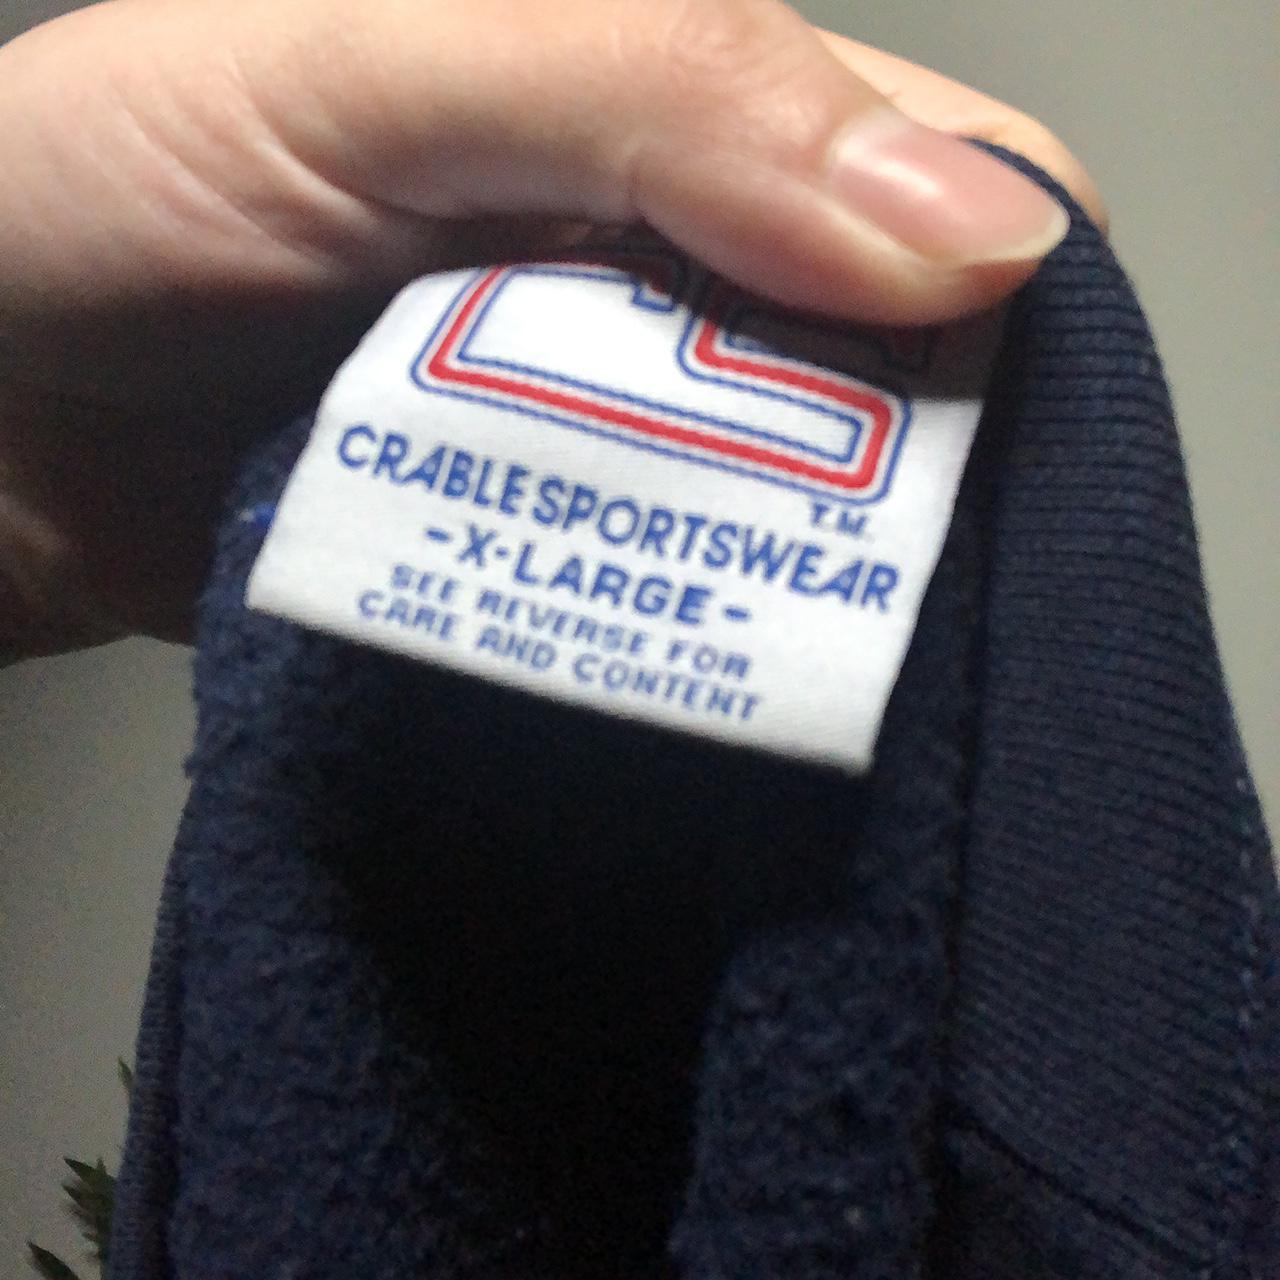 T.M.
CRABLE SPORTSWEAR
-X-LARGE-
SEE REVERSE FOR
CARE AND CONTENT